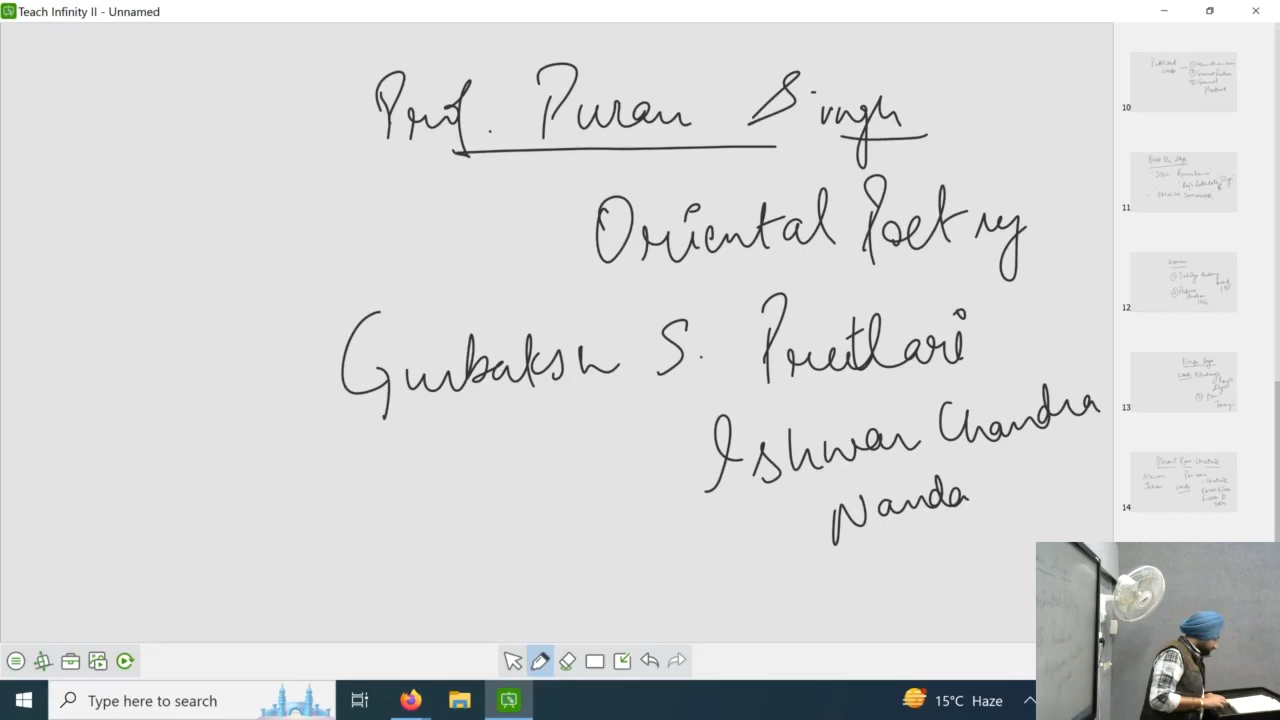 Teach Infinity II - Unnamed
Prof. Puran Singh
Oriental Poetry
Gurbaksh S. Preetlari
Ishwar Chandra
Nanda
10
11
12
13
14
Type here to search
15°C Haze